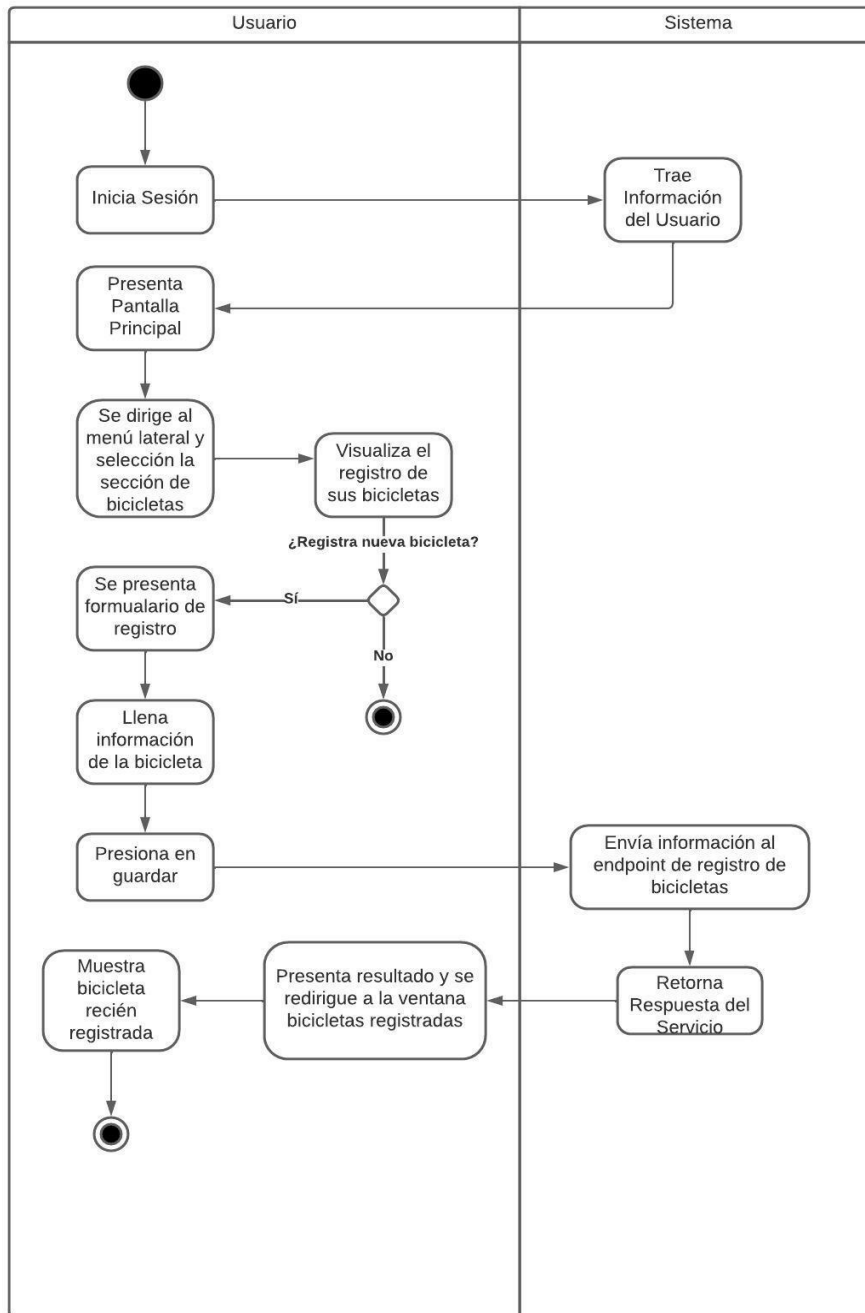 Usuario
Sistema
Inicia Sesión
Trae
Información
del Usuario
Presenta
Pantalla
Principal
Se dirige al
menú lateral y
selección la
sección de
bicicletas
Visualiza el
registro de
sus bicicletas
¿Registra nueva bicicleta?
Sí
No
Se presenta
formualario de
registro
Llena
información
de la bicicleta
Presiona en
guardar
Envía información al
endpoint de registro de
bicicletas
Retorna
Respuesta del
Servicio
Presenta resultado y se
redirigue a la ventana
bicicletas registradas
Muestra
bicicleta
recién
registrada